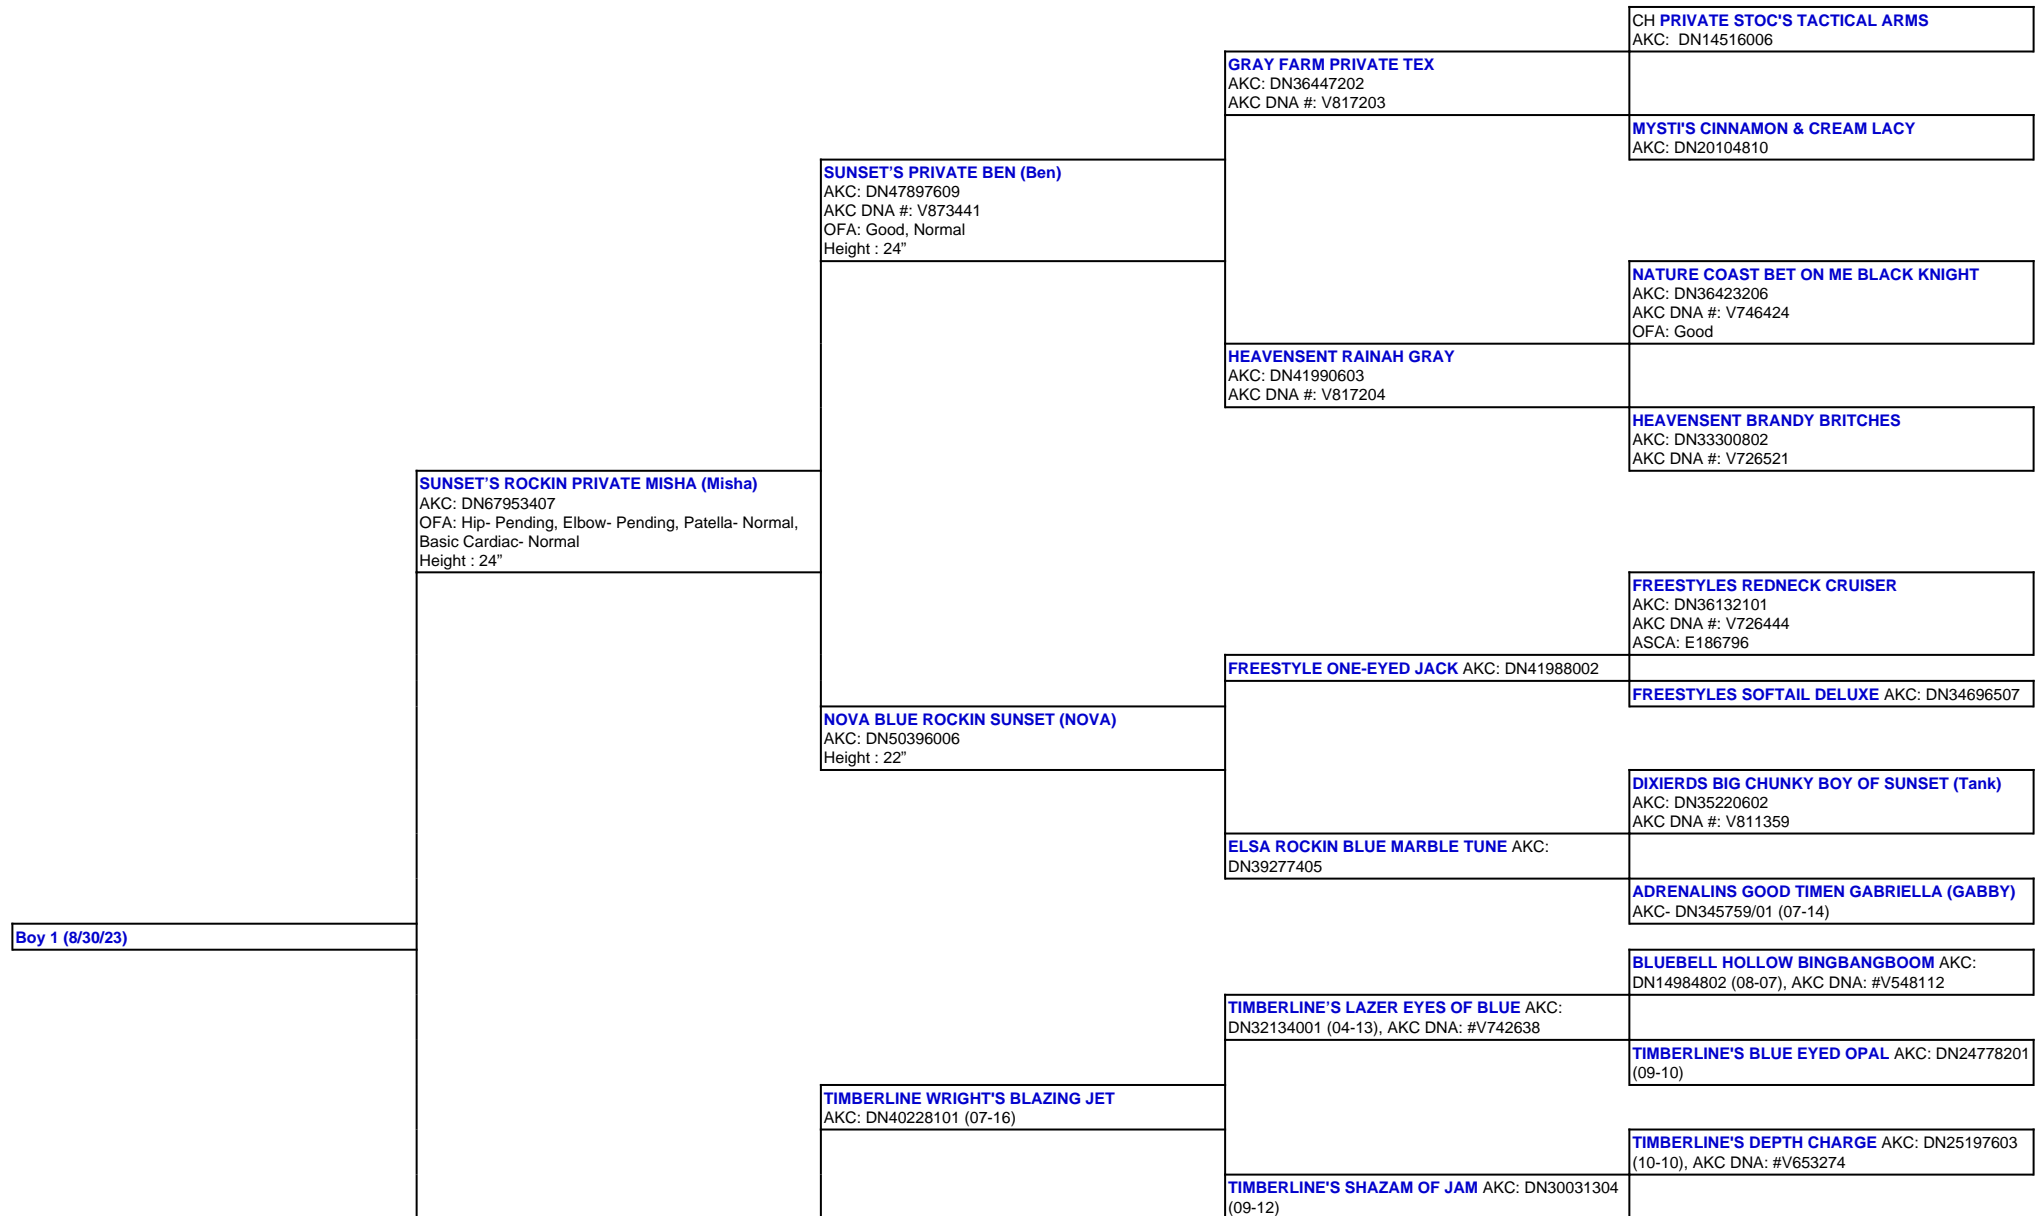 CH PRIVATE STOC'S TACTICAL ARMS
AKC:  DN14516006
GRAY FARM PRIVATE TEX
AKC: DN36447202
AKC DNA #: V817203
MYSTI'S CINNAMON & CREAM LACY
AKC: DN20104810
SUNSET’S PRIVATE BEN (Ben)
AKC: DN47897609
AKC DNA #: V873441
OFA: Good, Normal
Height : 24”
NATURE COAST BET ON ME BLACK KNIGHT
AKC: DN36423206
AKC DNA #: V746424
OFA: Good
HEAVENSENT RAINAH GRAY
AKC: DN41990603
AKC DNA #: V817204
HEAVENSENT BRANDY BRITCHES
AKC: DN33300802
AKC DNA #: V726521
SUNSET’S ROCKIN PRIVATE MISHA (Misha)
AKC: DN67953407
OFA: Hip- Pending, Elbow- Pending, Patella- Normal,
Basic Cardiac- Normal
Height : 24”
FREESTYLES REDNECK CRUISER
AKC: DN36132101
AKC DNA #: V726444
ASCA: E186796
FREESTYLE ONE-EYED JACK AKC: DN41988002
FREESTYLES SOFTAIL DELUXE AKC: DN34696507
NOVA BLUE ROCKIN SUNSET (NOVA)
AKC: DN50396006
Height : 22”
DIXIERDS BIG CHUNKY BOY OF SUNSET (Tank)
AKC: DN35220602
AKC DNA #: V811359
ELSA ROCKIN BLUE MARBLE TUNE AKC:
DN39277405
ADRENALINS GOOD TIMEN GABRIELLA (GABBY)
AKC- DN345759/01 (07-14)
Boy 1 (8/30/23)
BLUEBELL HOLLOW BINGBANGBOOM AKC:
DN14984802 (08-07), AKC DNA: #V548112
TIMBERLINE’S LAZER EYES OF BLUE AKC:
DN32134001 (04-13), AKC DNA: #V742638
TIMBERLINE'S BLUE EYED OPAL AKC: DN24778201
(09-10)
TIMBERLINE WRIGHT'S BLAZING JET
AKC: DN40228101 (07-16)
TIMBERLINE'S DEPTH CHARGE AKC: DN25197603
(10-10), AKC DNA: #V653274
TIMBERLINE'S SHAZAM OF JAM AKC: DN30031304
(09-12)